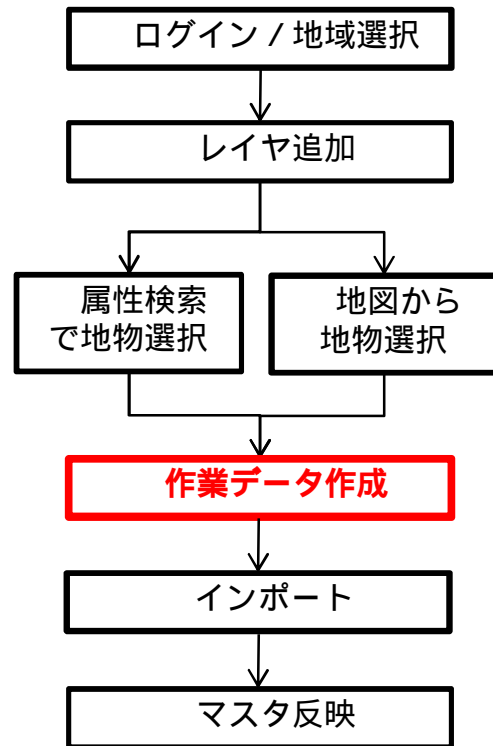 ログイン / 地域選択
レイヤ追加
属性検索
で地物選択
地図から
地物選択
作業データ作成
インポート
マスタ反映